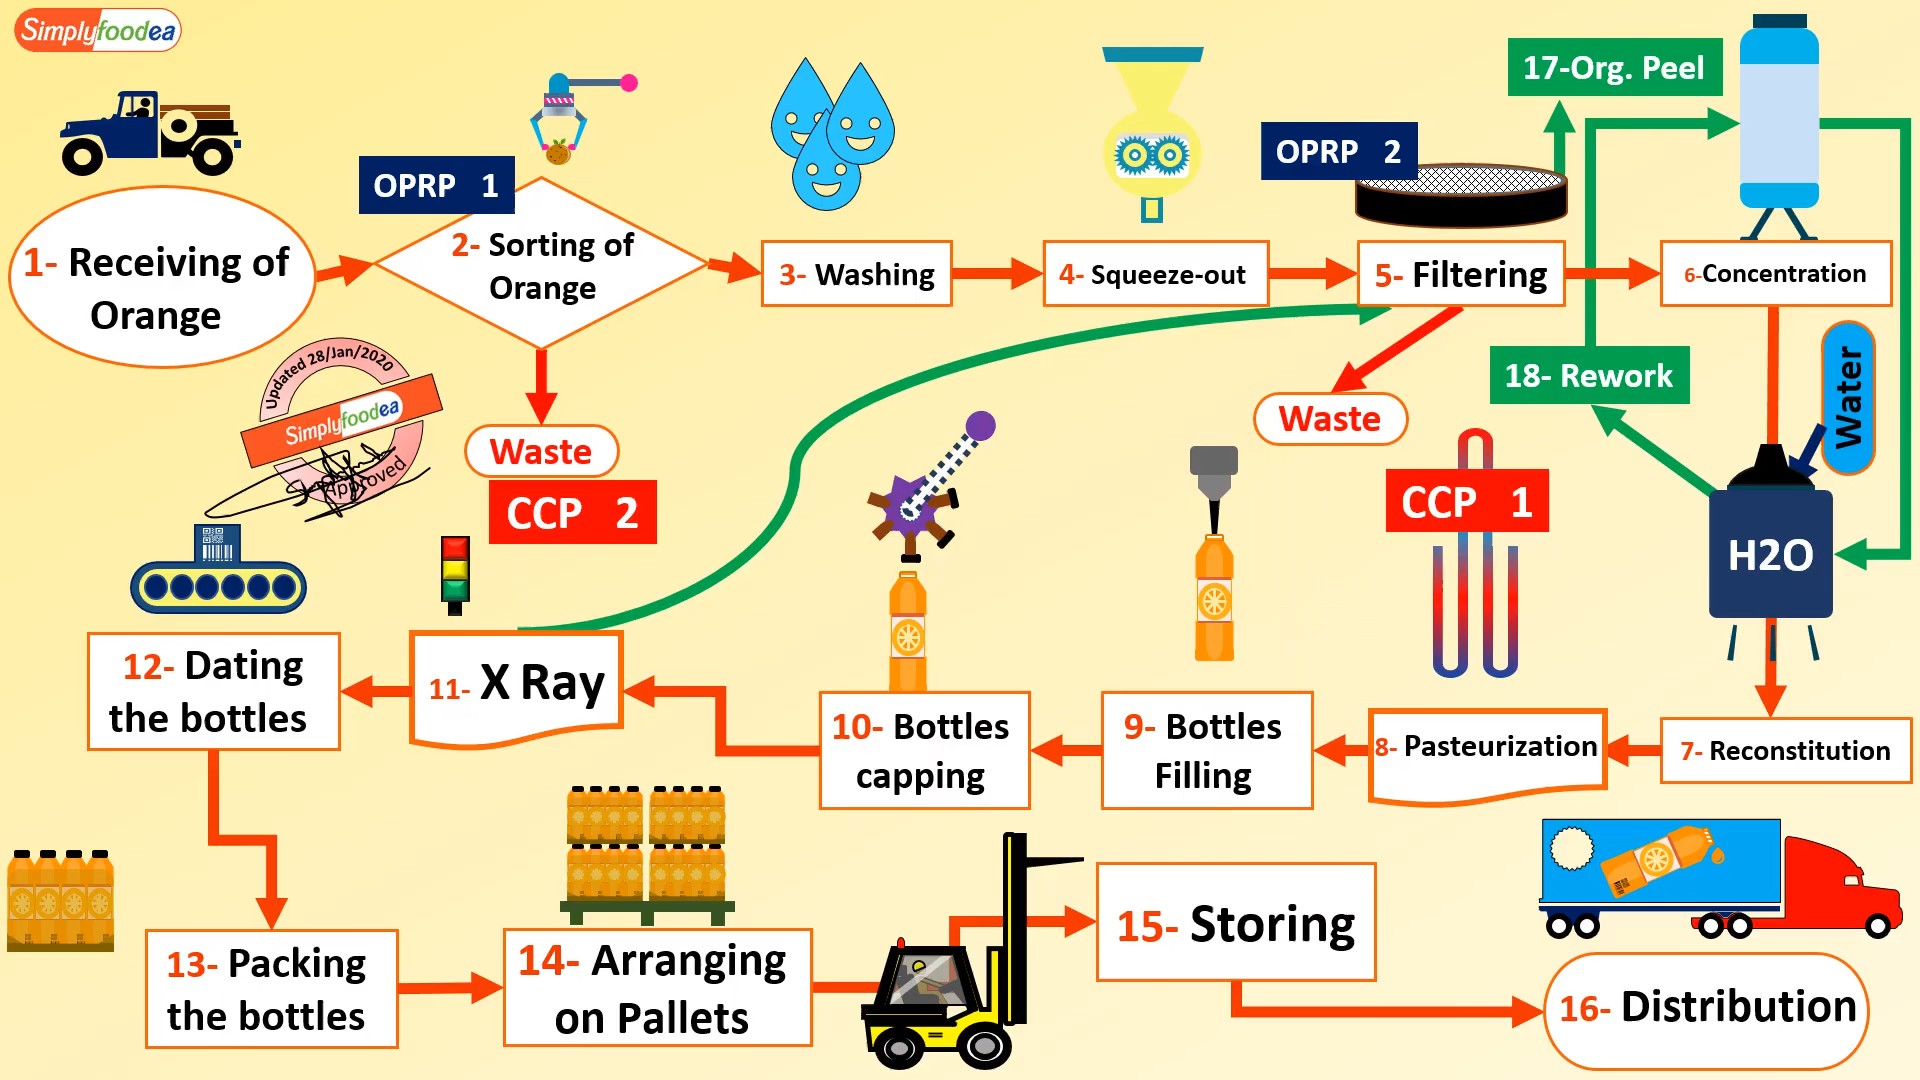 Simplyfoodea
17-Org. Peel
OPRP 2
OPRP 1
1- Receiving of
Orange
2- Sorting of
Orange
3- Washing
4- Squeeze-out
5- Filtering
6-Concentration
Updated 28/Jan/2020
Simplyfoodea
Approved
Waste
CCP 2
Waste
18- Rework
Water
CCP 1
H2O
12- Dating
the bottles
11- X Ray
10- Bottles
capping
9- Bottles
Filling
8- Pasteurization
7- Reconstitution
13- Packing
the bottles
14- Arranging
on Pallets
15- Storing
16- Distribution